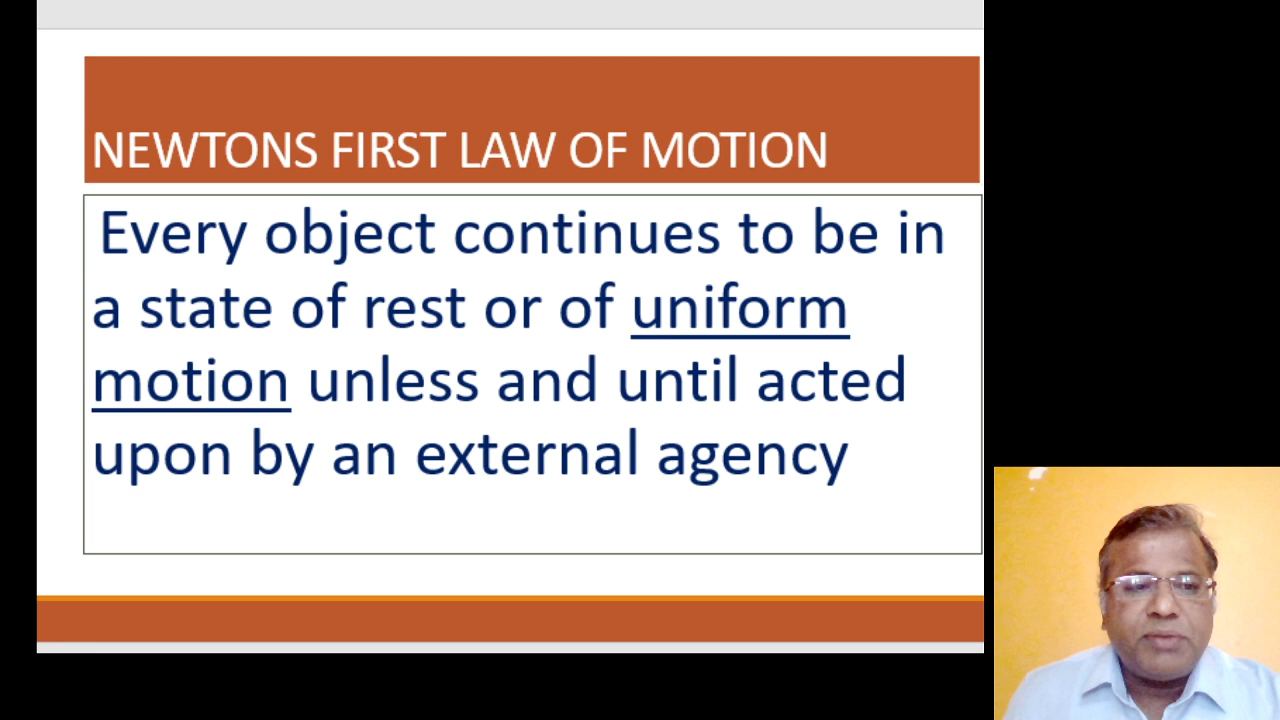 NEWTONS FIRST LAW OF MOTION
Every object continues to be in
a state of rest or of uniform
motion unless and until acted
upon by an external agency